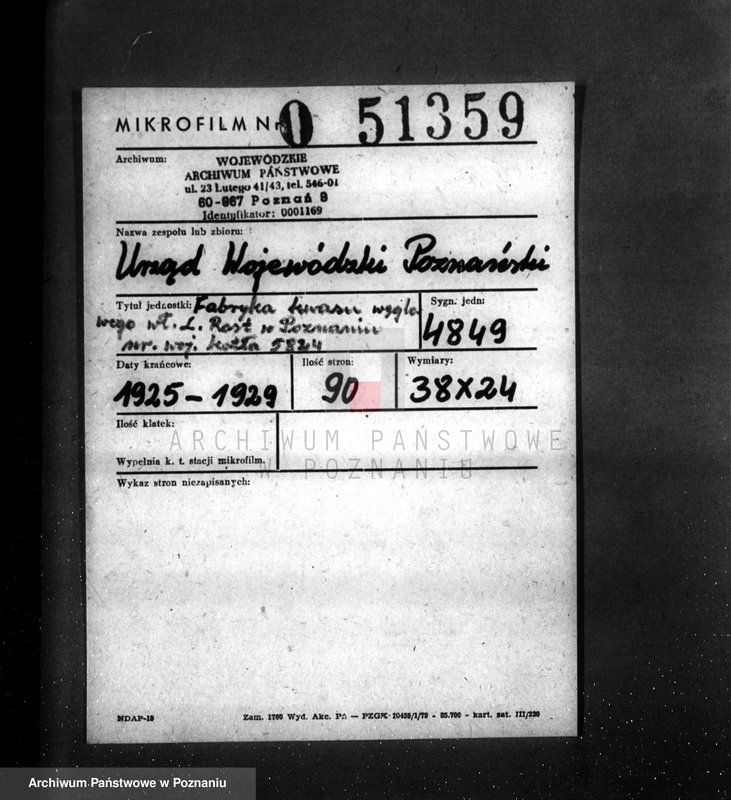 MIKROFILM Nr O 51359
Archiwum:
WOJEWÓDZKIE
ARCHIWUM PAŃSTWOWE
ul. 23 Lutego 41/43, tel. 546-01
60-967 Poznań 9
Identyfikator: 0001169
Nazwa zespołu lub zbioru:
Urząd Wojewódzki Poznański
Tytuł jednostki: Fabryka kwasu węglo
wego wł. L. Rost w Poznaniu
nr. woj. kotła 5824
Sygn. jedn:
4849
Daty krańcowe:
1925-1929
Ilość stron:
90
Wymiary:
38x24
Ilość klatek:
ARCHIWUM PAŃSTWOWE
W POZNANIU
Wypełnia k. t. stacji mikrofilm.
Wykaz stron niezapisanych:
NDAP-10
Zam. 1760 Wyd. Akc. PA — PZGK 10455/1/79 - 85.700 - kart. sat. III/220
Archiwum Państwowe w Poznaniu